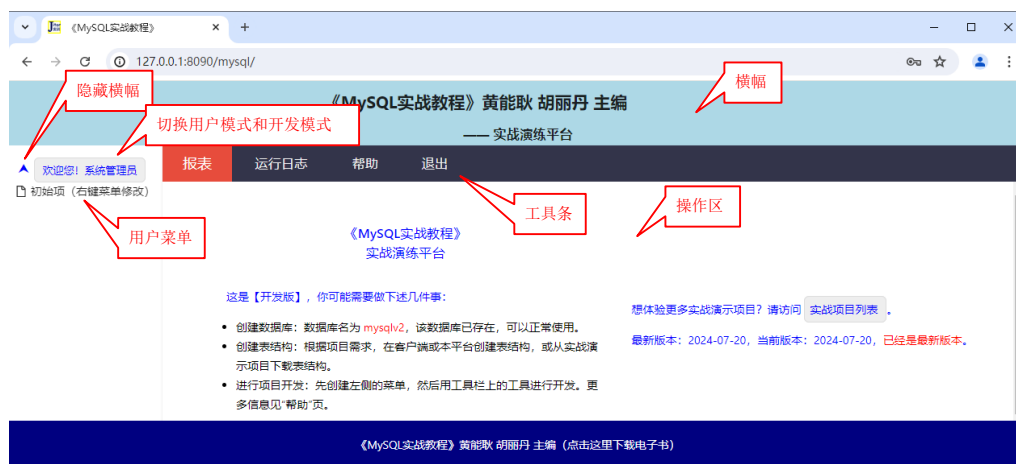 《MySQL实战教程》
127.0.0.1:8090/mysql/
隐藏横幅
《MySQL实战教程》黄能耿 胡丽丹 主编
横幅
切换用户模式和开发模式
—— 实战演练平台
欢迎您！系统管理员
报表 运行日志 帮助 退出
初始项（右键菜单修改）
工具条
操作区
用户菜单
《MySQL实战教程》
实战演练平台
这是【开发版】，你可能需要做下述几件事：
创建数据库：数据库名为 mysqlv2，该数据库已存在，可以正常使用。
创建表结构：根据项目需求，在客户端或本平台创建表结构，或从实战演
示项目下载表结构。
进行项目开发：先创建左侧的菜单，然后用工具栏上的工具进行开发。更
多信息见“帮助”页。
想体验更多实战演示项目？请访问 实战项目列表 。
最新版本：2024-07-20，当前版本：2024-07-20，已经是最新版本。
《MySQL实战教程》黄能耿 胡丽丹 主编（点击这里下载电子书）